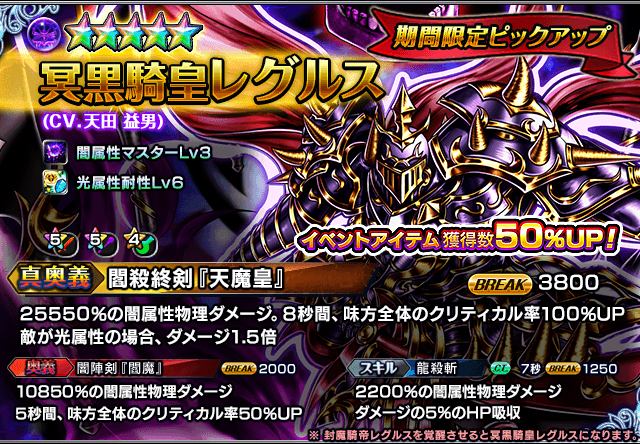 期間限定ピックアップ
冥黒騎皇レグルス
(CV.天田 益男)
闇属性マスターLv3
光属性耐性Lv6
5 5 4
イベントアイテム獲得数50%UP!
真奥義 閻殺終剣『天魔皇』 BREAK 3800
25550%の闇属性物理ダメージ。8秒間、味方全体のクリティカル率100%UP
敵が光属性の場合、ダメージ1.5倍
奥義 闇陣剣『閻魔』 BREAK 2000
10850%の闇属性物理ダメージ
5秒間、味方全体のクリティカル率50%UP
スキル 龍殺斬 CT 7秒 BREAK 1250
2200%の闇属性物理ダメージ
ダメージの5%のHP吸収
※ 封魔騎帝レグルスを覚醒させると冥黒騎皇レグルスになります。